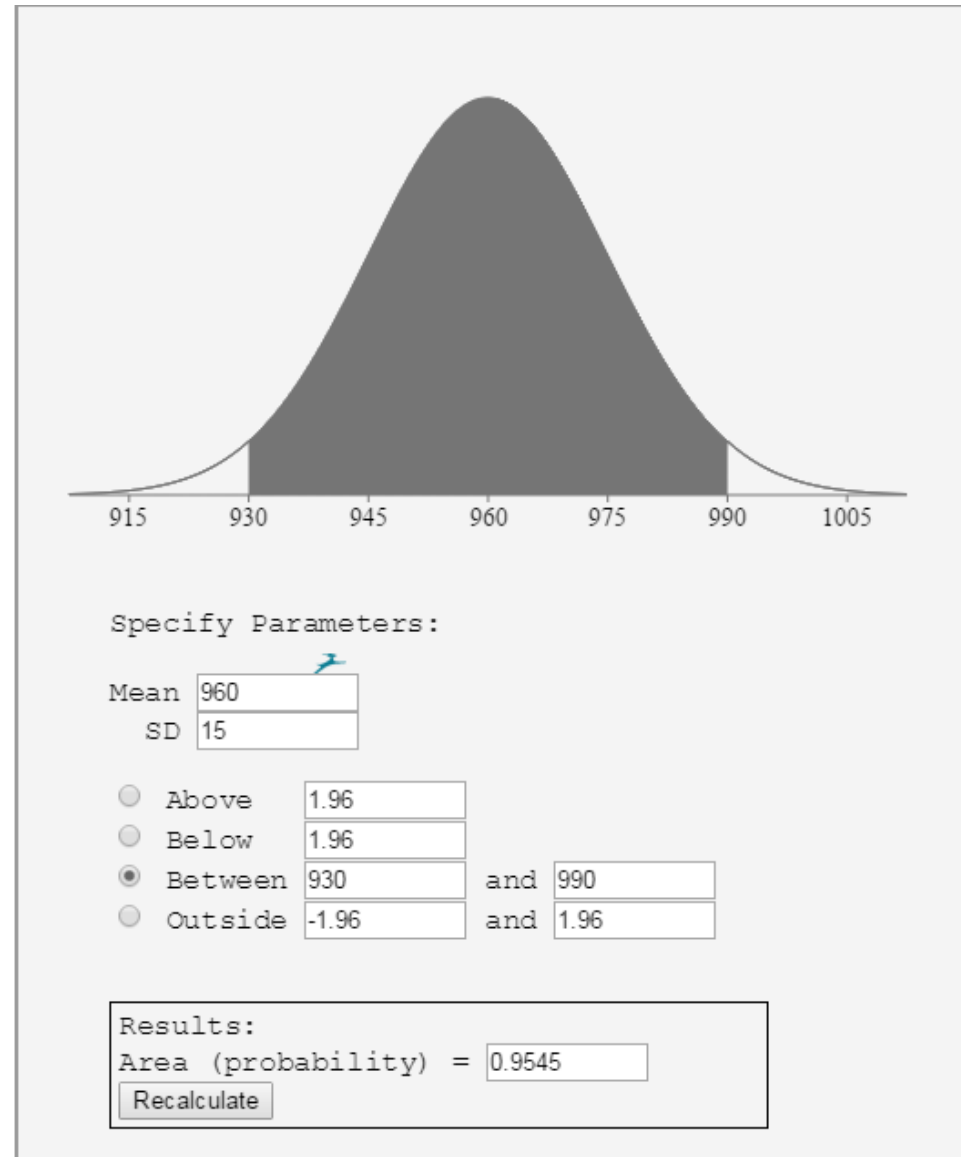 915 930 945 960 975 990 1005
Specify Parameters:
Mean 960
SD 15
Above 1.96
Below 1.96
Between 930 and 990
Outside -1.96 and 1.96
Results:
Area (probability) = 0.9545
Recalculate